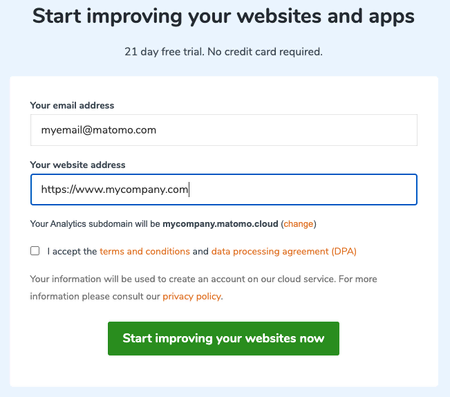 Start improving your websites and apps
21 day free trial. No credit card required.
Your email address
myemail@matomo.com
Your website address
https://www.mycompany.com
Your Analytics subdomain will be mycompany.matomo.cloud (change)
I accept the terms and conditions and data processing agreement (DPA)
Your information will be used to create an account on our cloud service. For more
information please consult our privacy policy.
Start improving your websites now